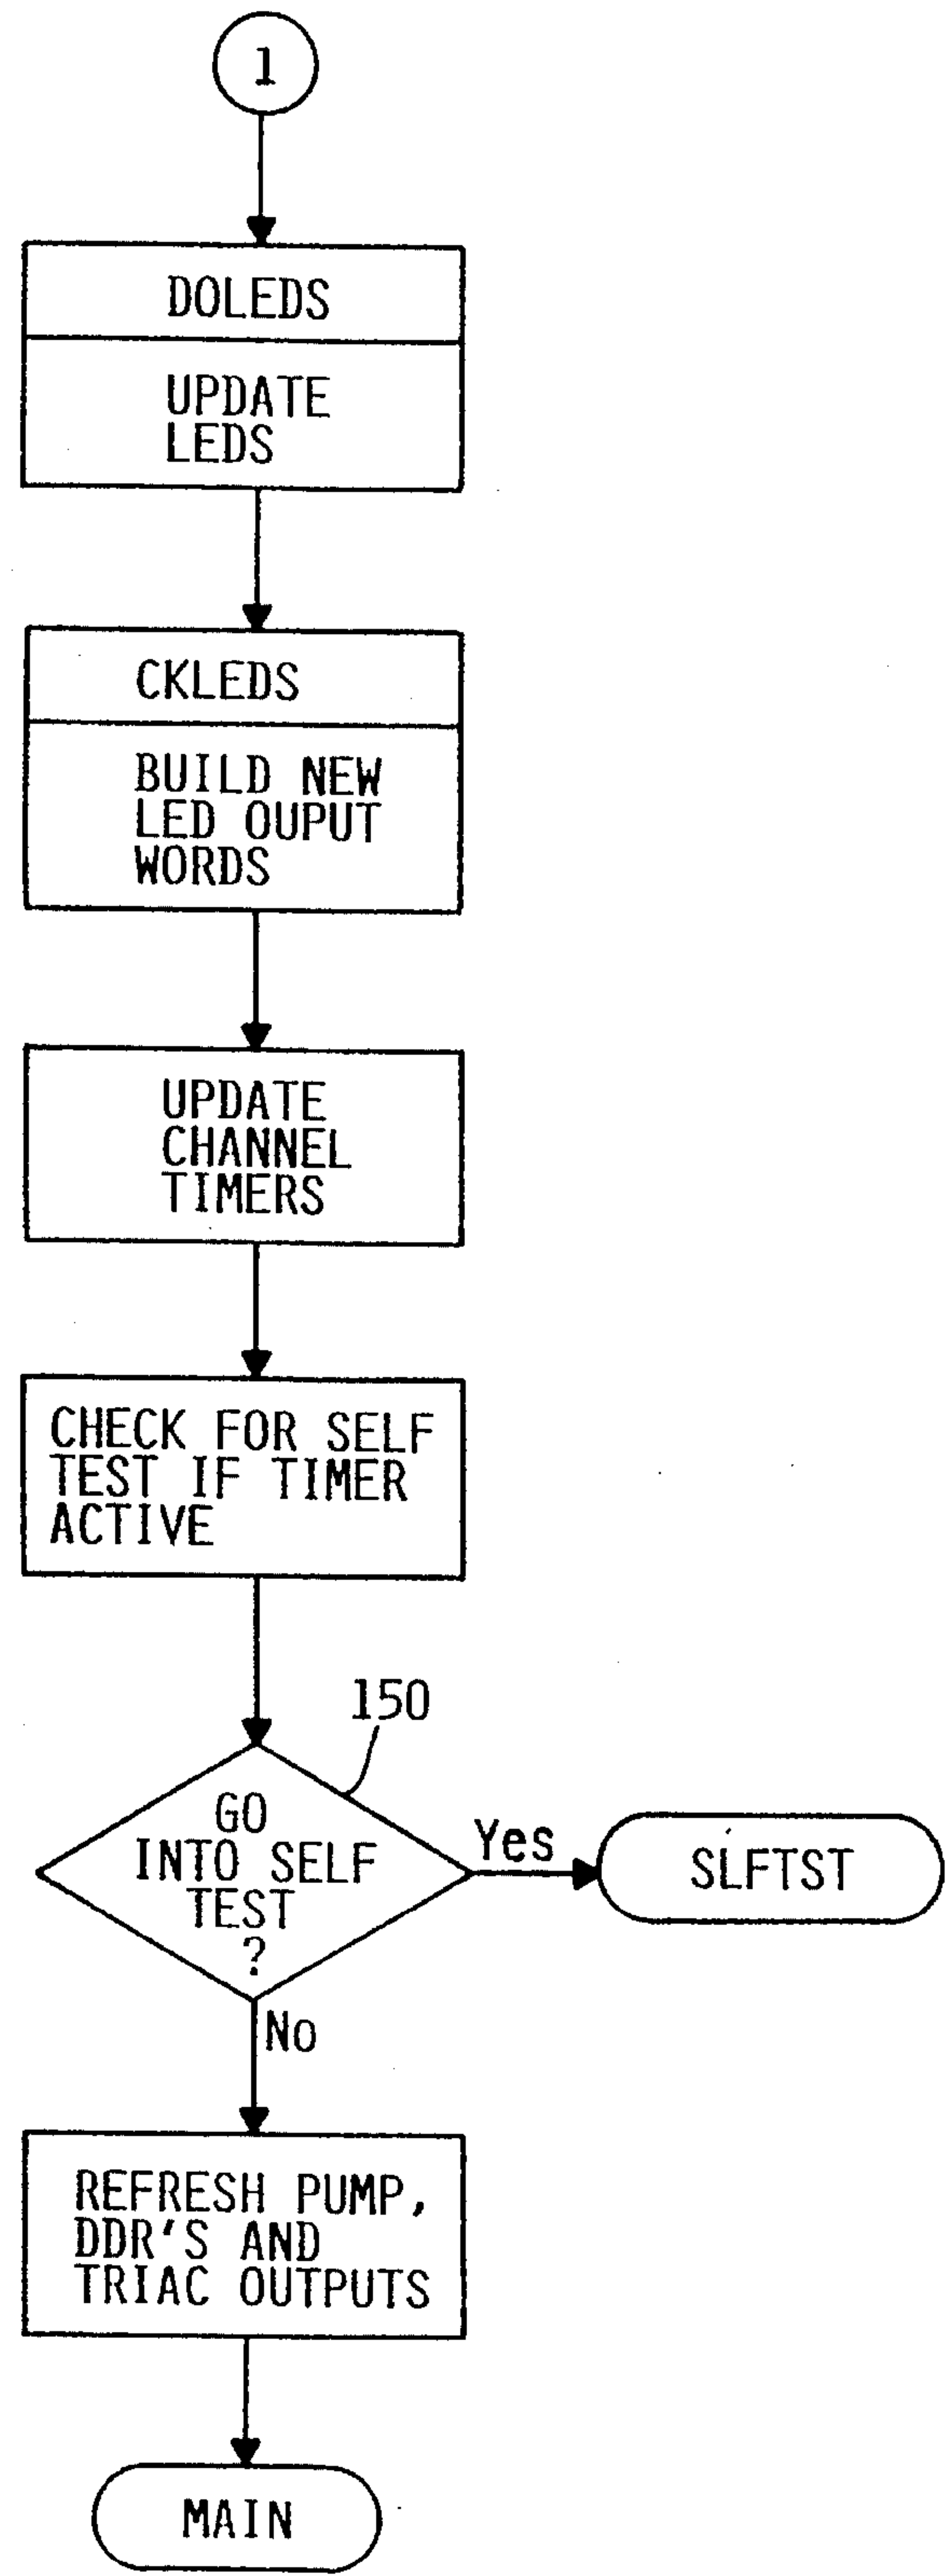 1
DOLEDS
UPDATE
LEDS
CKLEDS
BUILD NEW
LED OUPUT
WORDS
UPDATE
CHANNEL
TIMERS
CHECK FOR SELF
TEST IF TIMER
ACTIVE
150
GO
INTO SELF
TEST
?
Yes
SLFTST
No
REFRESH PUMP,
DDR'S AND
TRIAC OUTPUTS
MAIN